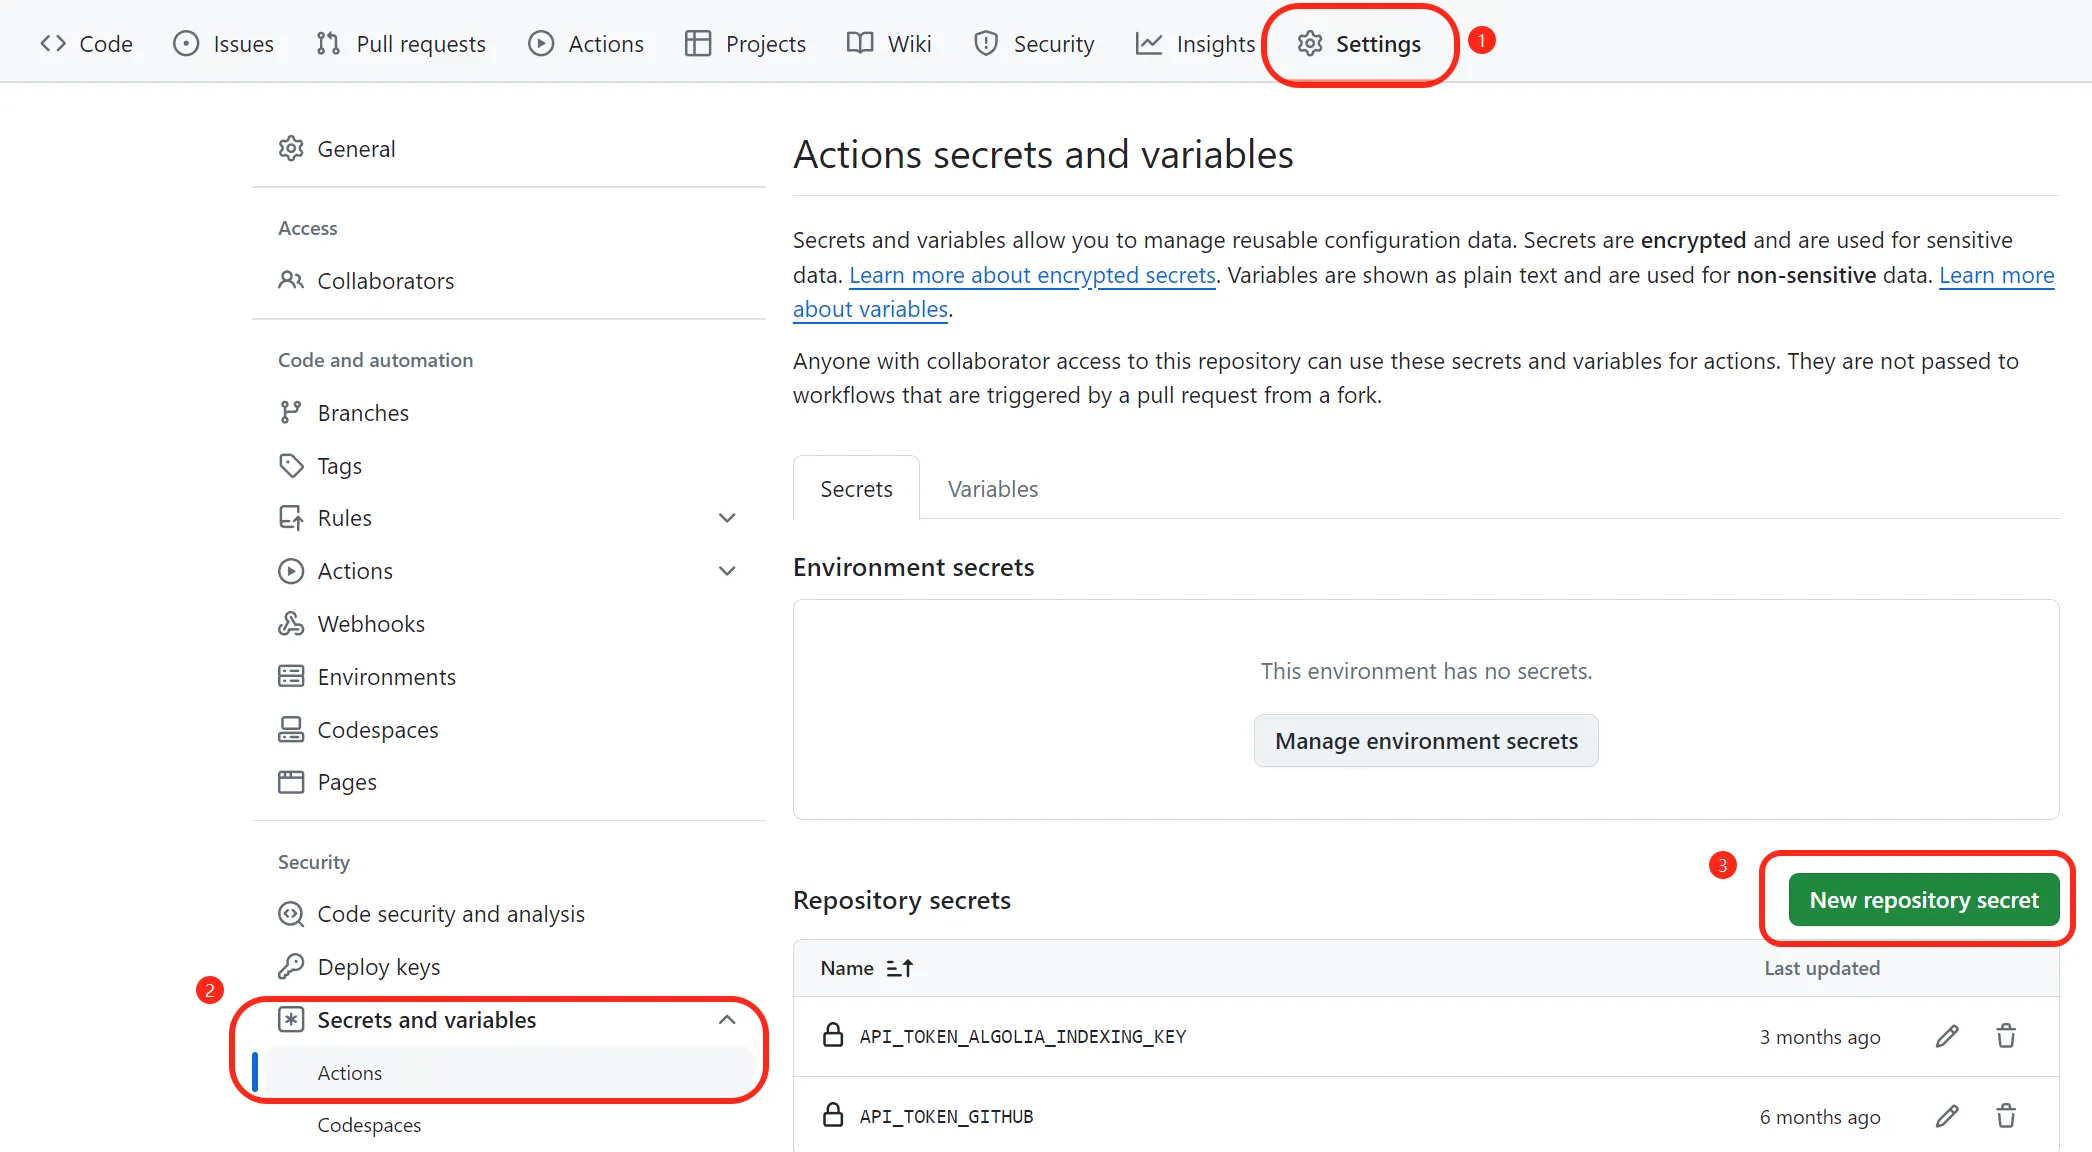 Code Issues Pull requests Actions Projects Wiki Security Insights Settings 1
General
Access
Collaborators
Code and automation
Branches
Tags
Rules
Actions
Webhooks
Environments
Codespaces
Pages
Security
Code security and analysis
Deploy keys
2
Secrets and variables
Actions
Codespaces
Actions secrets and variables
Secrets and variables allow you to manage reusable configuration data. Secrets are encrypted and are used for sensitive
data. Learn more about encrypted secrets. Variables are shown as plain text and are used for non-sensitive data. Learn more
about variables.
Anyone with collaborator access to this repository can use these secrets and variables for actions. They are not passed to
workflows that are triggered by a pull request from a fork.
Secrets Variables
Environment secrets
This environment has no secrets.
Manage environment secrets
3
Repository secrets New repository secret
Name Last updated
API_TOKEN_ALGOLIA_INDEXING_KEY 3 months ago
API_TOKEN_GITHUB 6 months ago